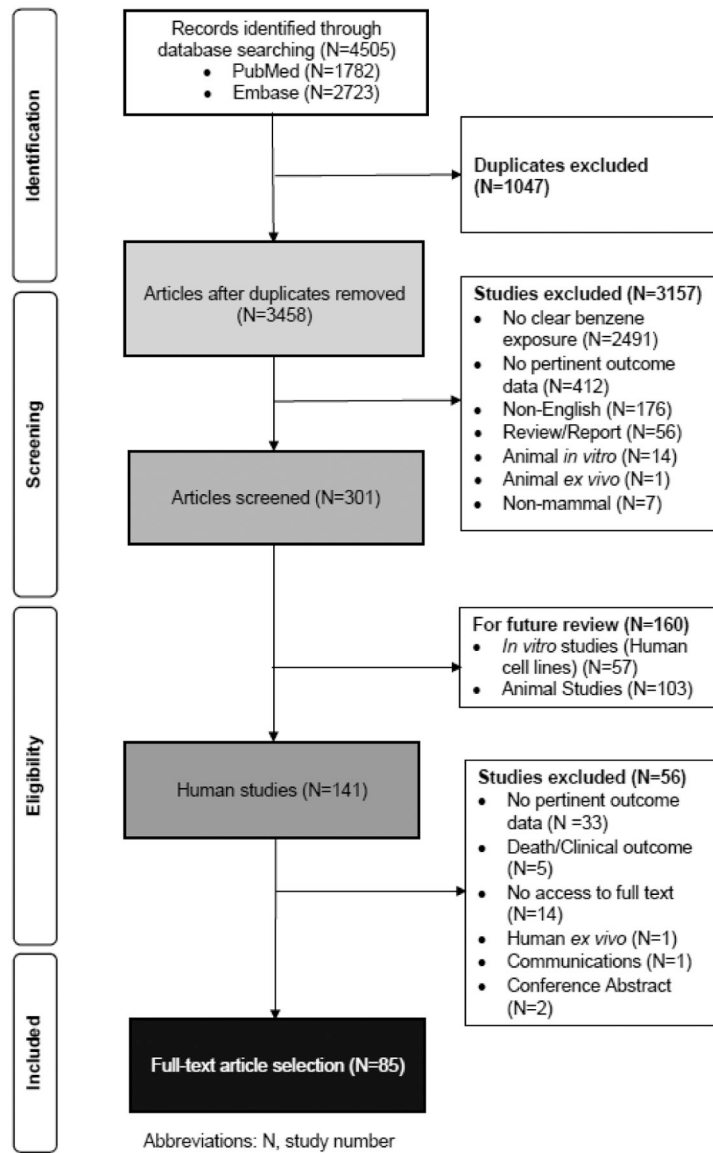 Identification
Records identified through
database searching (N=4505)
• PubMed (N=1782)
• Embase (N=2723)
Duplicates excluded
(N=1047)
Articles after duplicates removed
(N=3458)
Screening
Studies excluded (N=3157)
• No clear benzene
exposure (N=2491)
• No pertinent outcome
data (N=412)
• Non-English (N=176)
• Review/Report (N=56)
• Animal in vitro (N=14)
• Animal ex vivo (N=1)
• Non-mammal (N=7)
Articles screened (N=301)
Eligibility
For future review (N=160)
• In vitro studies (Human
cell lines) (N=57)
• Animal Studies (N=103)
Human studies (N=141)
Studies excluded (N=56)
• No pertinent outcome
data (N =33)
• Death/Clinical outcome
(N=5)
• No access to full text
(N=14)
• Human ex vivo (N=1)
• Communications (N=1)
• Conference Abstract
(N=2)
Included
Full-text article selection (N=85)
Abbreviations: N, study number